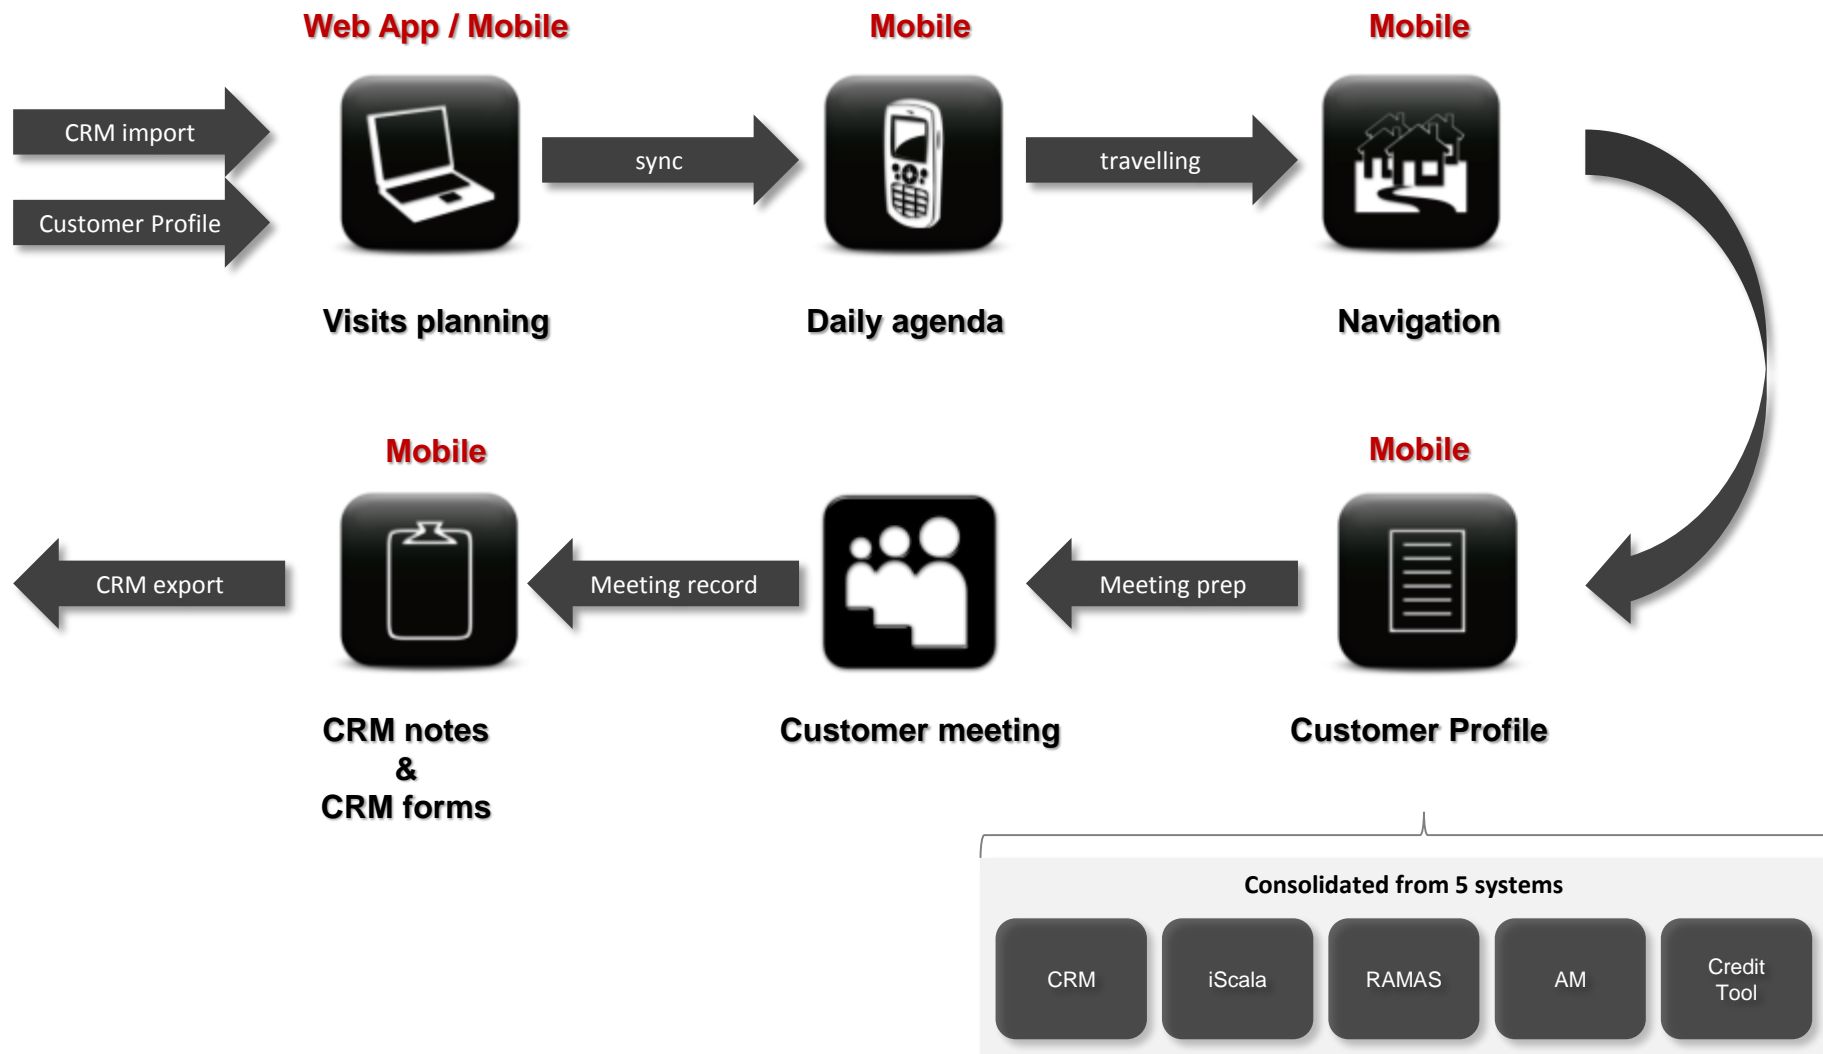 Web App / Mobile
Mobile
Mobile
CRM import
Customer Profile
sync
travelling
Visits planning
Daily agenda
Navigation
Mobile
Mobile
CRM export
Meeting record
Meeting prep
CRM notes
&
CRM forms
Customer meeting
Customer Profile
Consolidated from 5 systems
CRM
iScala
RAMAS
AM
Credit
Tool